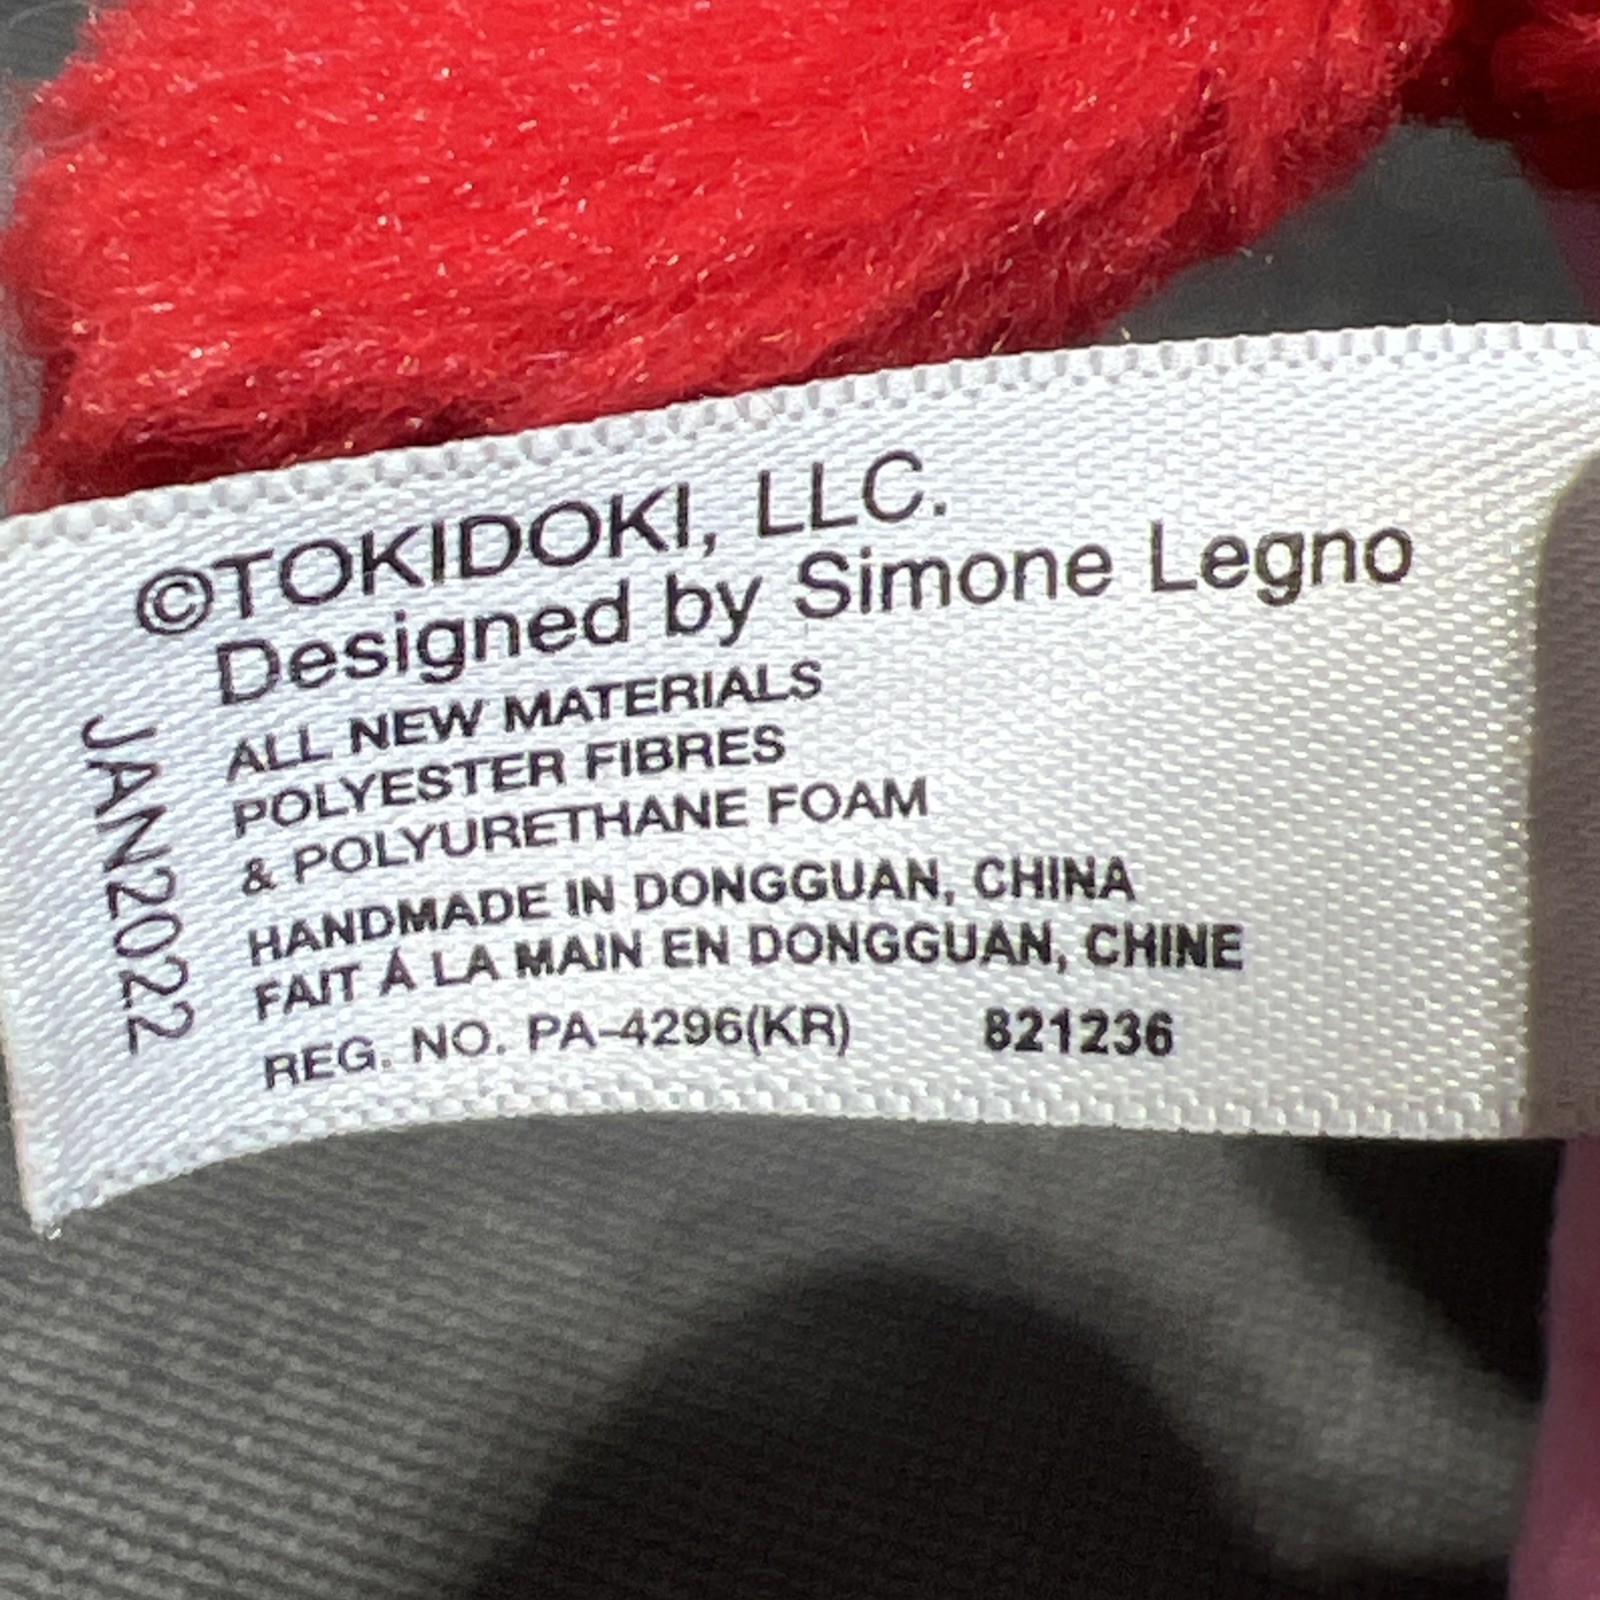 ©TOKIDOKI, LLC.
Designed by Simone Legno
ALL NEW MATERIALS
POLYESTER FIBRES
& POLYURETHANE FOAM
HANDMADE IN DONGGUAN, CHINA
FAIT Á LA MAIN EN DONGGUAN, CHINE
REG. NO. PA-4296(KR) 821236
JAN2022